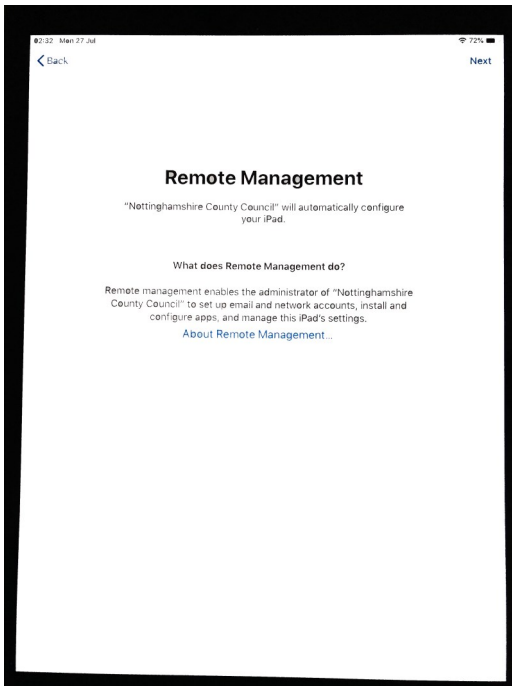 02:32 Mon 27 Jul
72%
Back
Next
Remote Management
"Nottinghamshire County Council" will automatically configure
your iPad.
What does Remote Management do?
Remote management enables the administrator of "Nottinghamshire
County Council" to set up email and network accounts, install and
configure apps, and manage this iPad's settings.
About Remote Management...